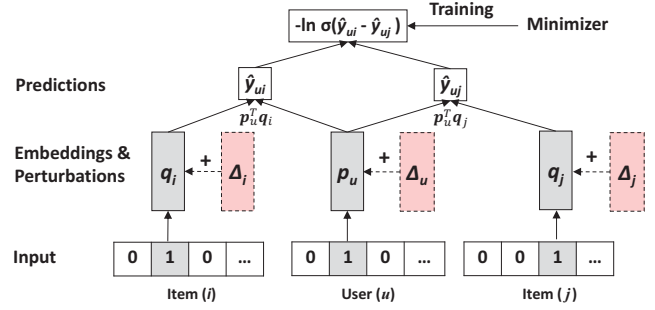 -ln σ(ŷui - ŷuj)
Training
Minimizer
Predictions
ŷui
ŷuj
pᵤᵀqᵢ
pᵤᵀqⱼ
Embeddings &
Perturbations
qi + Δi
pu + Δu
qj + Δj
Input
0 1 0 ...
0 1 0 ...
0 0 1 ...
Item (i)
User (u)
Item (j)